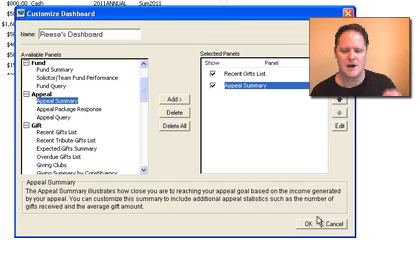 $800.00 Cash 2011ANNUAL Sum2011
Customize Dashboard
Name: Reese's Dashboard
Available Panels
Fund
Fund Summary
Solicitor/Team Fund Performance
Fund Query
Appeal
Appeal Summary
Appeal Package Response
Appeal Query
Gift
Recent Gifts List
Recent Tribute Gifts List
Expected Gifts Summary
Overdue Gifts List
Giving Clubs
Giving Summary by Constituency
Add >
Delete
Delete All
Selected Panels
Show Panel
Recent Gifts List
Appeal Summary
Edit
Appeal Summary
The Appeal Summary illustrates how close you are to reaching your appeal goal based on the income generated
by your appeal. You can customize this summary to include additional appeal statistics such as the number of
gifts received and the average gift amount.
OK Cancel